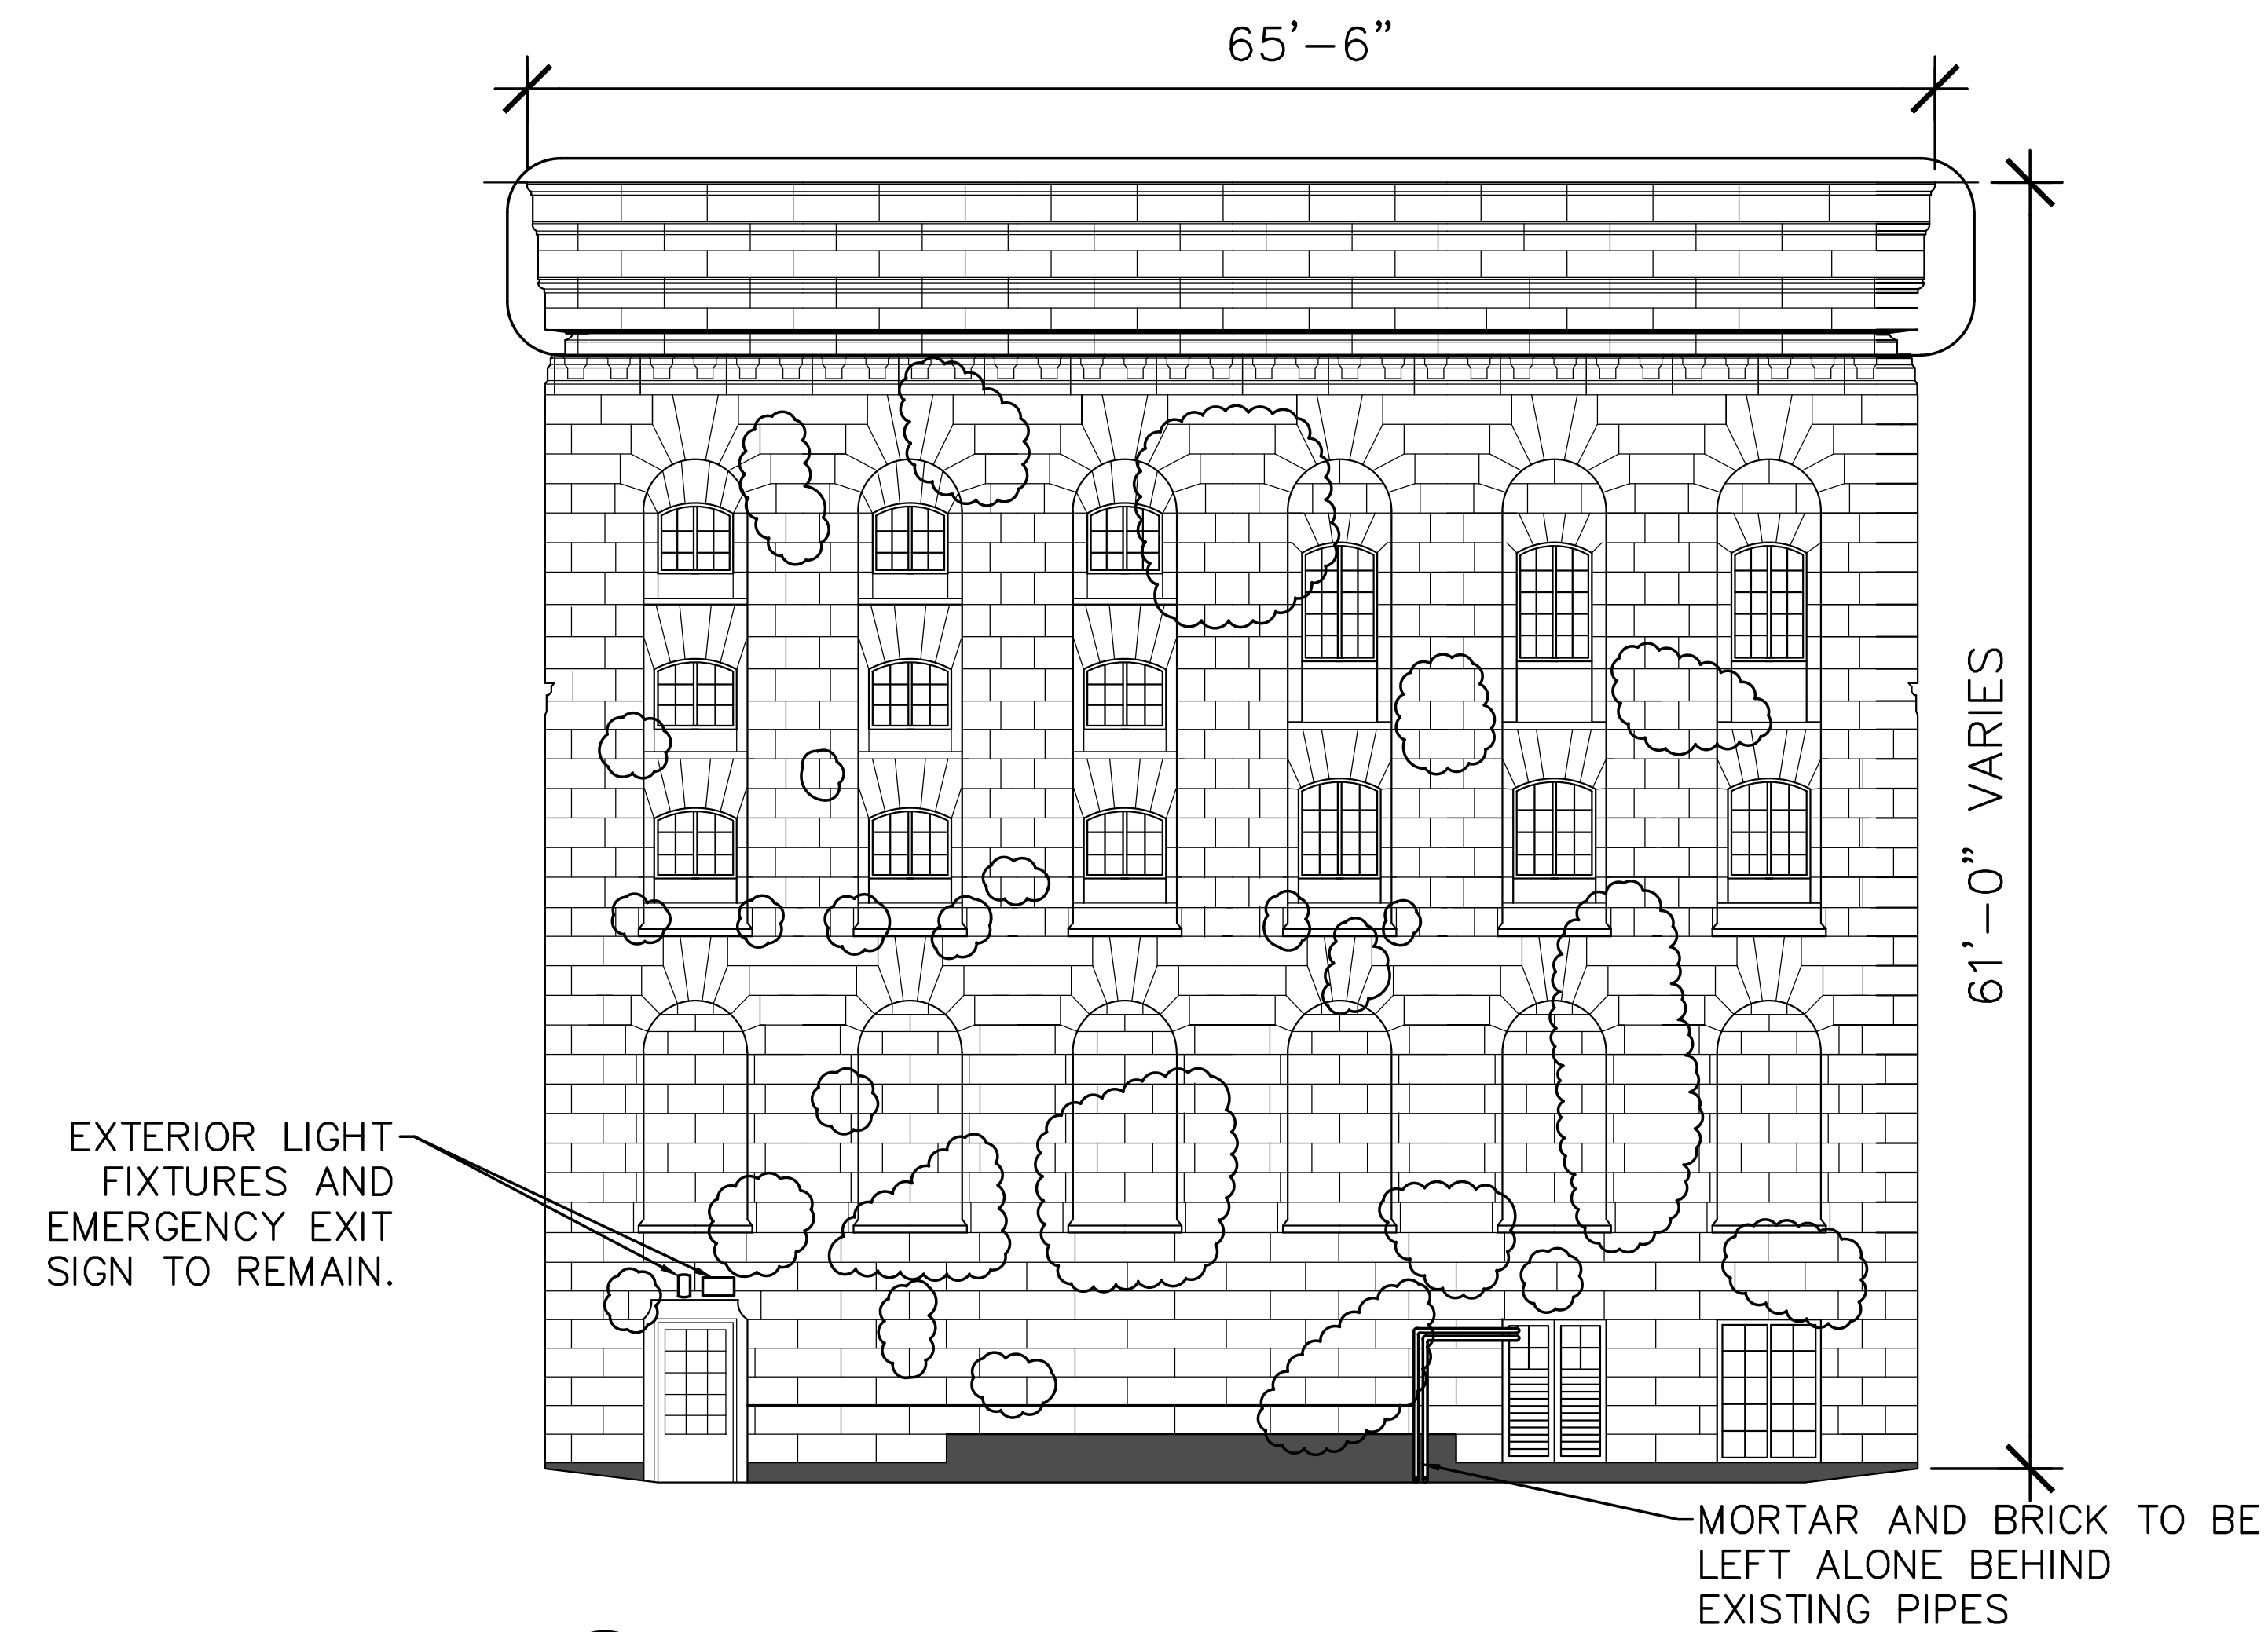 65'-6"
61'-0" VARIES
EXTERIOR LIGHT
FIXTURES AND
EMERGENCY EXIT
SIGN TO REMAIN.
MORTAR AND BRICK TO BE
LEFT ALONE BEHIND
EXISTING PIPES